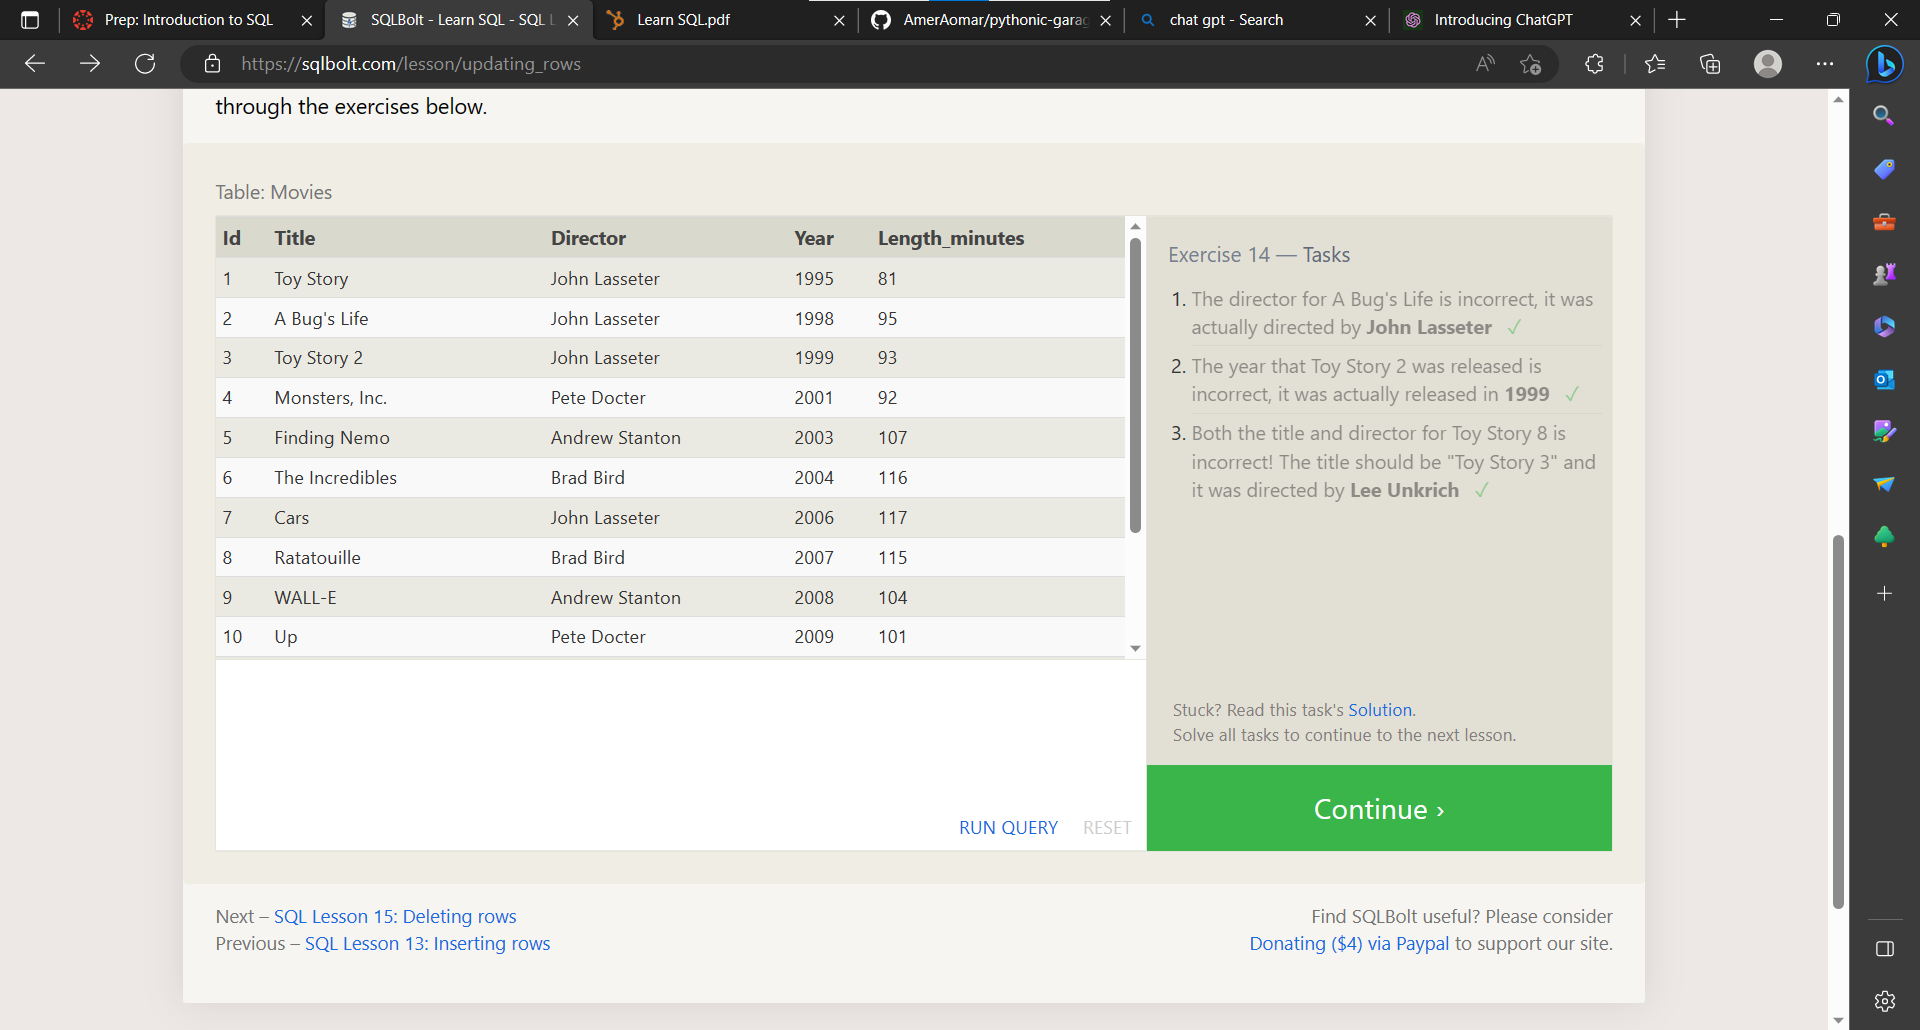 Prep: Introduction to SQL
SQLBolt - Learn SQL - SQL L
Learn SQL.pdf
AmerAomar/pythonic-garag
chat gpt - Search
Introducing ChatGPT
https://sqlbolt.com/lesson/updating_rows
through the exercises below.
Table: Movies
Id Title Director Year Length_minutes
1 Toy Story John Lasseter 1995 81
2 A Bug's Life John Lasseter 1998 95
3 Toy Story 2 John Lasseter 1999 93
4 Monsters, Inc. Pete Docter 2001 92
5 Finding Nemo Andrew Stanton 2003 107
6 The Incredibles Brad Bird 2004 116
7 Cars John Lasseter 2006 117
8 Ratatouille Brad Bird 2007 115
9 WALL-E Andrew Stanton 2008 104
10 Up Pete Docter 2009 101
RUN QUERY RESET
Exercise 14 — Tasks
1. The director for A Bug's Life is incorrect, it was
actually directed by John Lasseter ✓
2. The year that Toy Story 2 was released is
incorrect, it was actually released in 1999 ✓
3. Both the title and director for Toy Story 8 is
incorrect! The title should be "Toy Story 3" and
it was directed by Lee Unkrich ✓
Stuck? Read this task's Solution.
Solve all tasks to continue to the next lesson.
Continue ›
Next – SQL Lesson 15: Deleting rows
Previous – SQL Lesson 13: Inserting rows
Find SQLBolt useful? Please consider
Donating ($4) via Paypal to support our site.